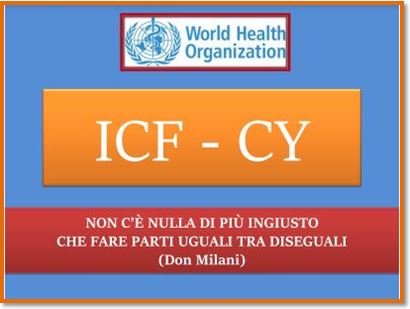 World Health
Organization
ICF - CY
NON C'È NULLA DI PIÙ INGIUSTO
CHE FARE PARTI UGUALI TRA DISEGUALI
(Don Milani)